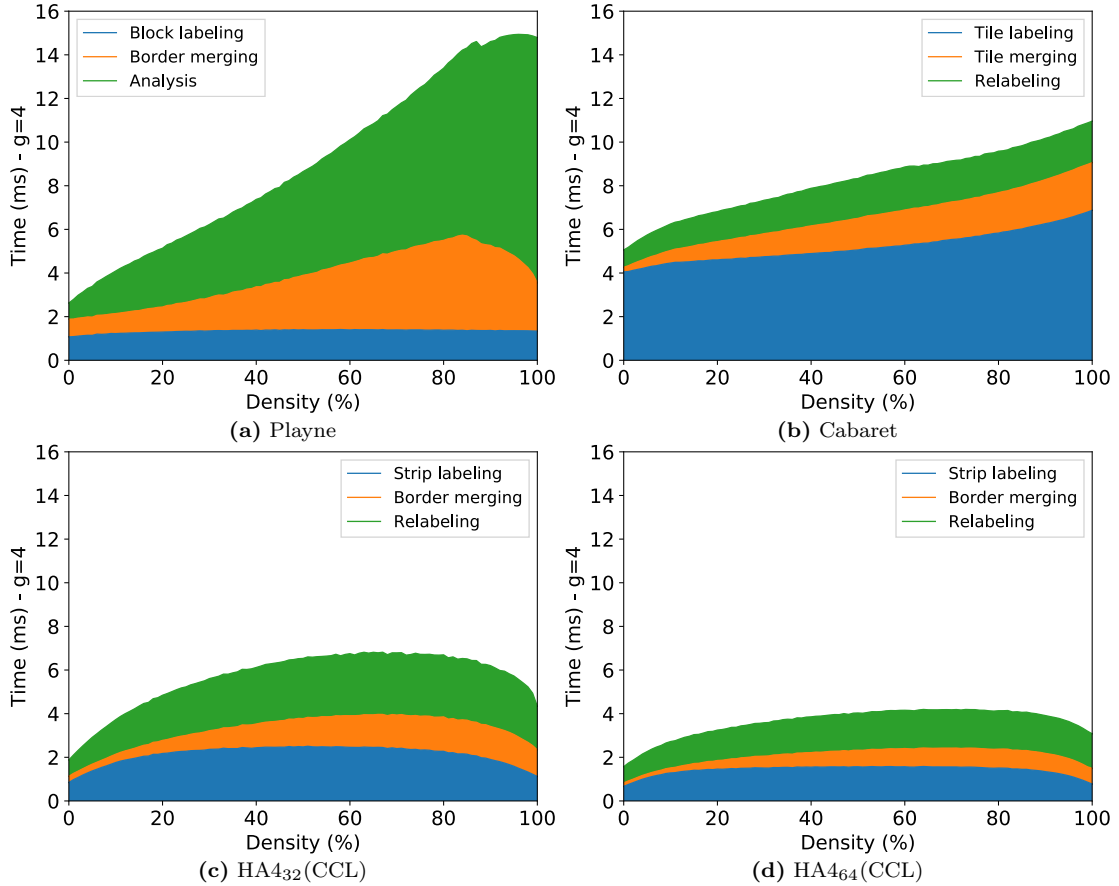 Time (ms) - g=4
16
14
12
10
8
6
4
2
0
Block labeling
Border merging
Analysis
0 20 40 60 80 100
Density (%)
(a) Playne
Time (ms) - g=4
16
14
12
10
8
6
4
2
0
Tile labeling
Tile merging
Relabeling
0 20 40 60 80 100
Density (%)
(b) Cabaret
Time (ms) - g=4
16
14
12
10
8
6
4
2
0
Strip labeling
Border merging
Relabeling
0 20 40 60 80 100
Density (%)
(c) HA4₃₂(CCL)
Time (ms) - g=4
16
14
12
10
8
6
4
2
0
Strip labeling
Border merging
Relabeling
0 20 40 60 80 100
Density (%)
(d) HA4₆₄(CCL)